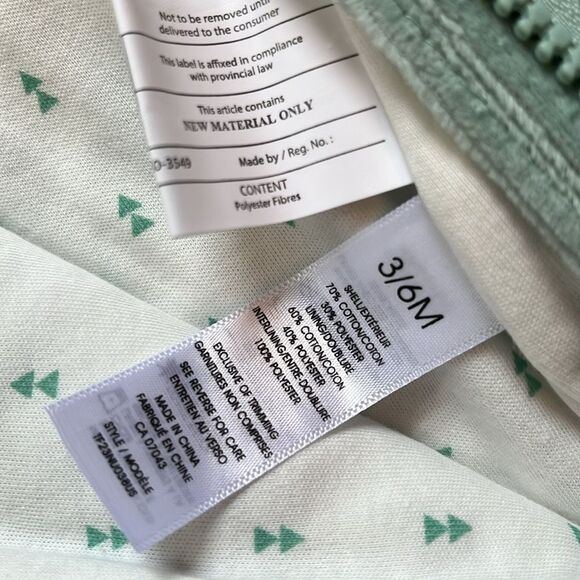 Not to be removed until
delivered to the consumer
This label is affixed in compliance
with provincial law
This article contains
NEW MATERIAL ONLY
O-3549 Made by / Reg. No. :
CONTENT
Polyester Fibres
3/6M
SHELL/EXTÉRIEUR
70% COTTON/COTON
30% POLYESTER
LINING/DOUBLURE
60% COTTON/COTON
40% POLYESTER
INTERLINING/ENTRE-DOUBLURE
100% POLYESTER
EXCLUSIVE OF TRIMMING
GARNITURES NON COMPRISES
SEE REVERSE FOR CARE
ENTRETIEN AU VERSO
MADE IN CHINA
FABRIQUÉ EN CHINE
CA 07043
STYLE / MODÈLE
TF23NU036US